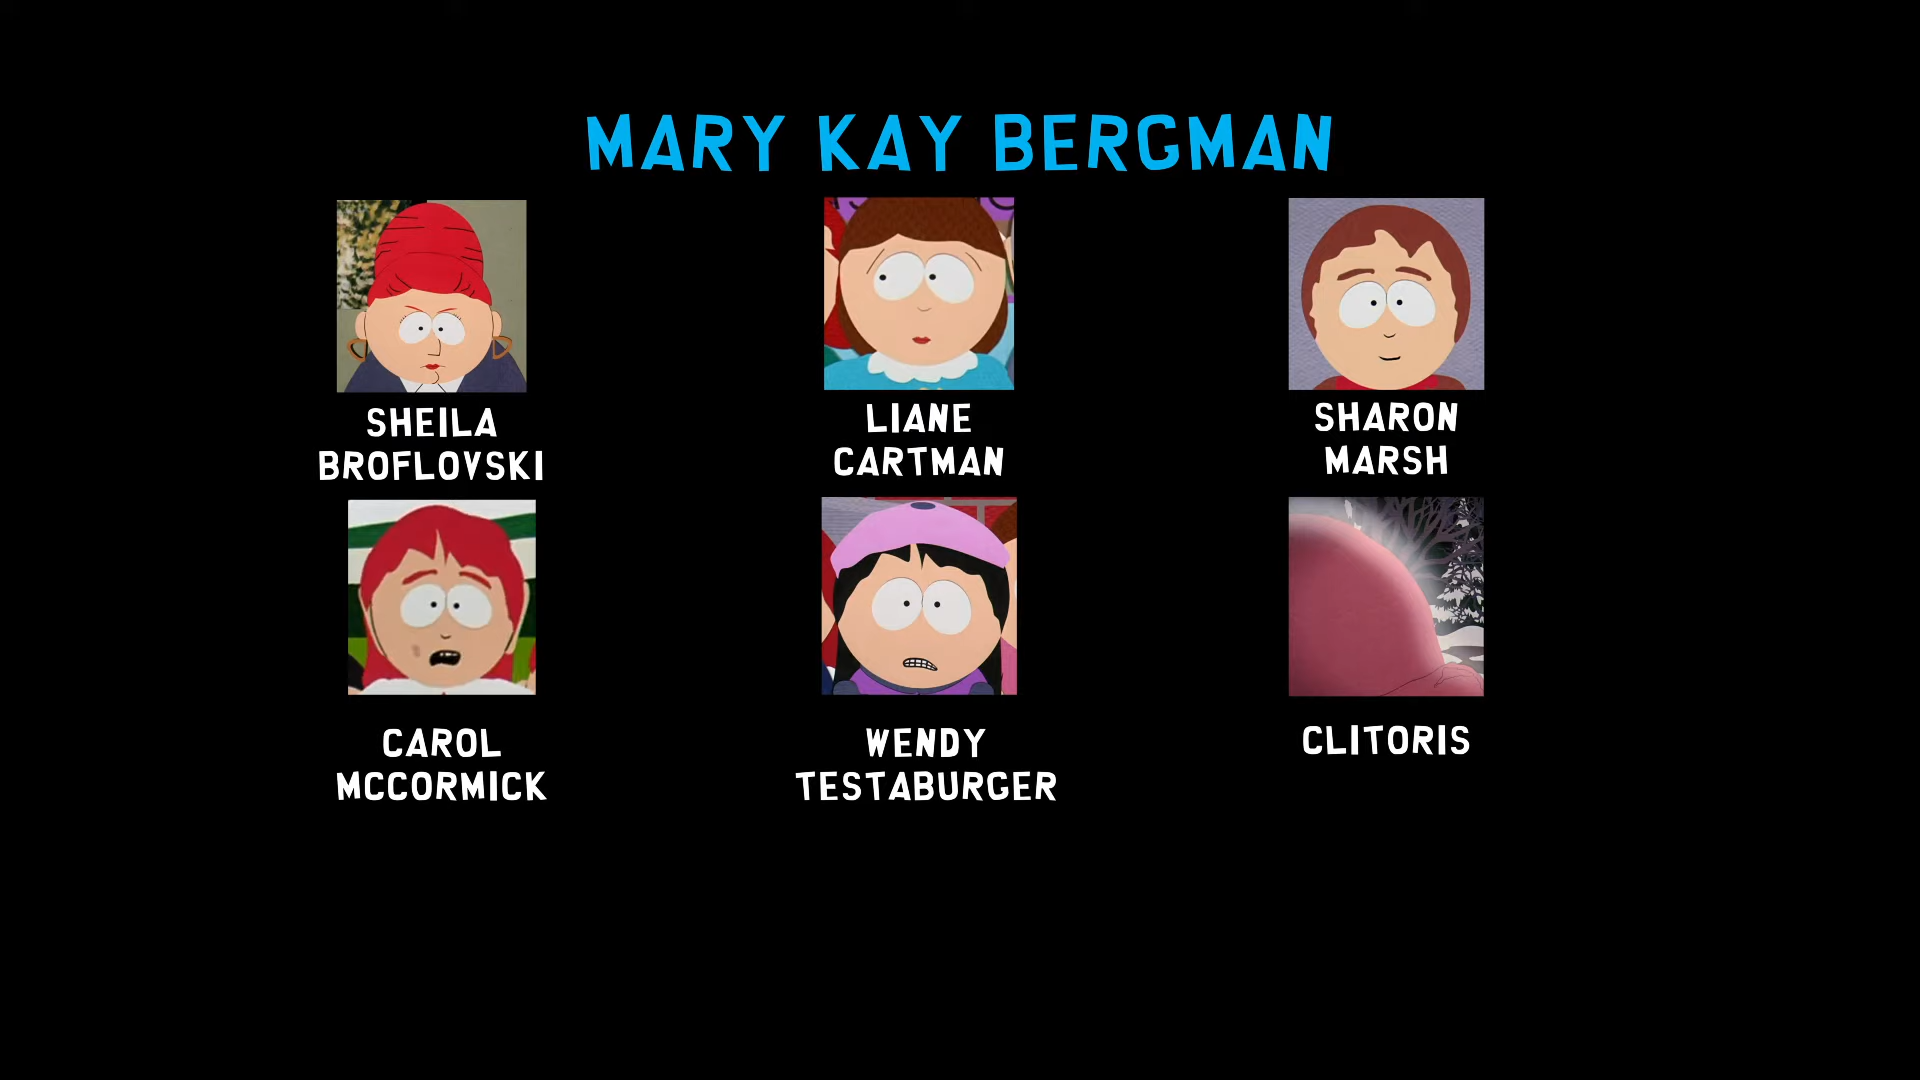 MARY KAY BERGMAN
SHEILA
BROFLOVSKI
LIANE
CARTMAN
SHARON
MARSH
CAROL
MCCORMICK
WENDY
TESTABURGER
CLITORIS